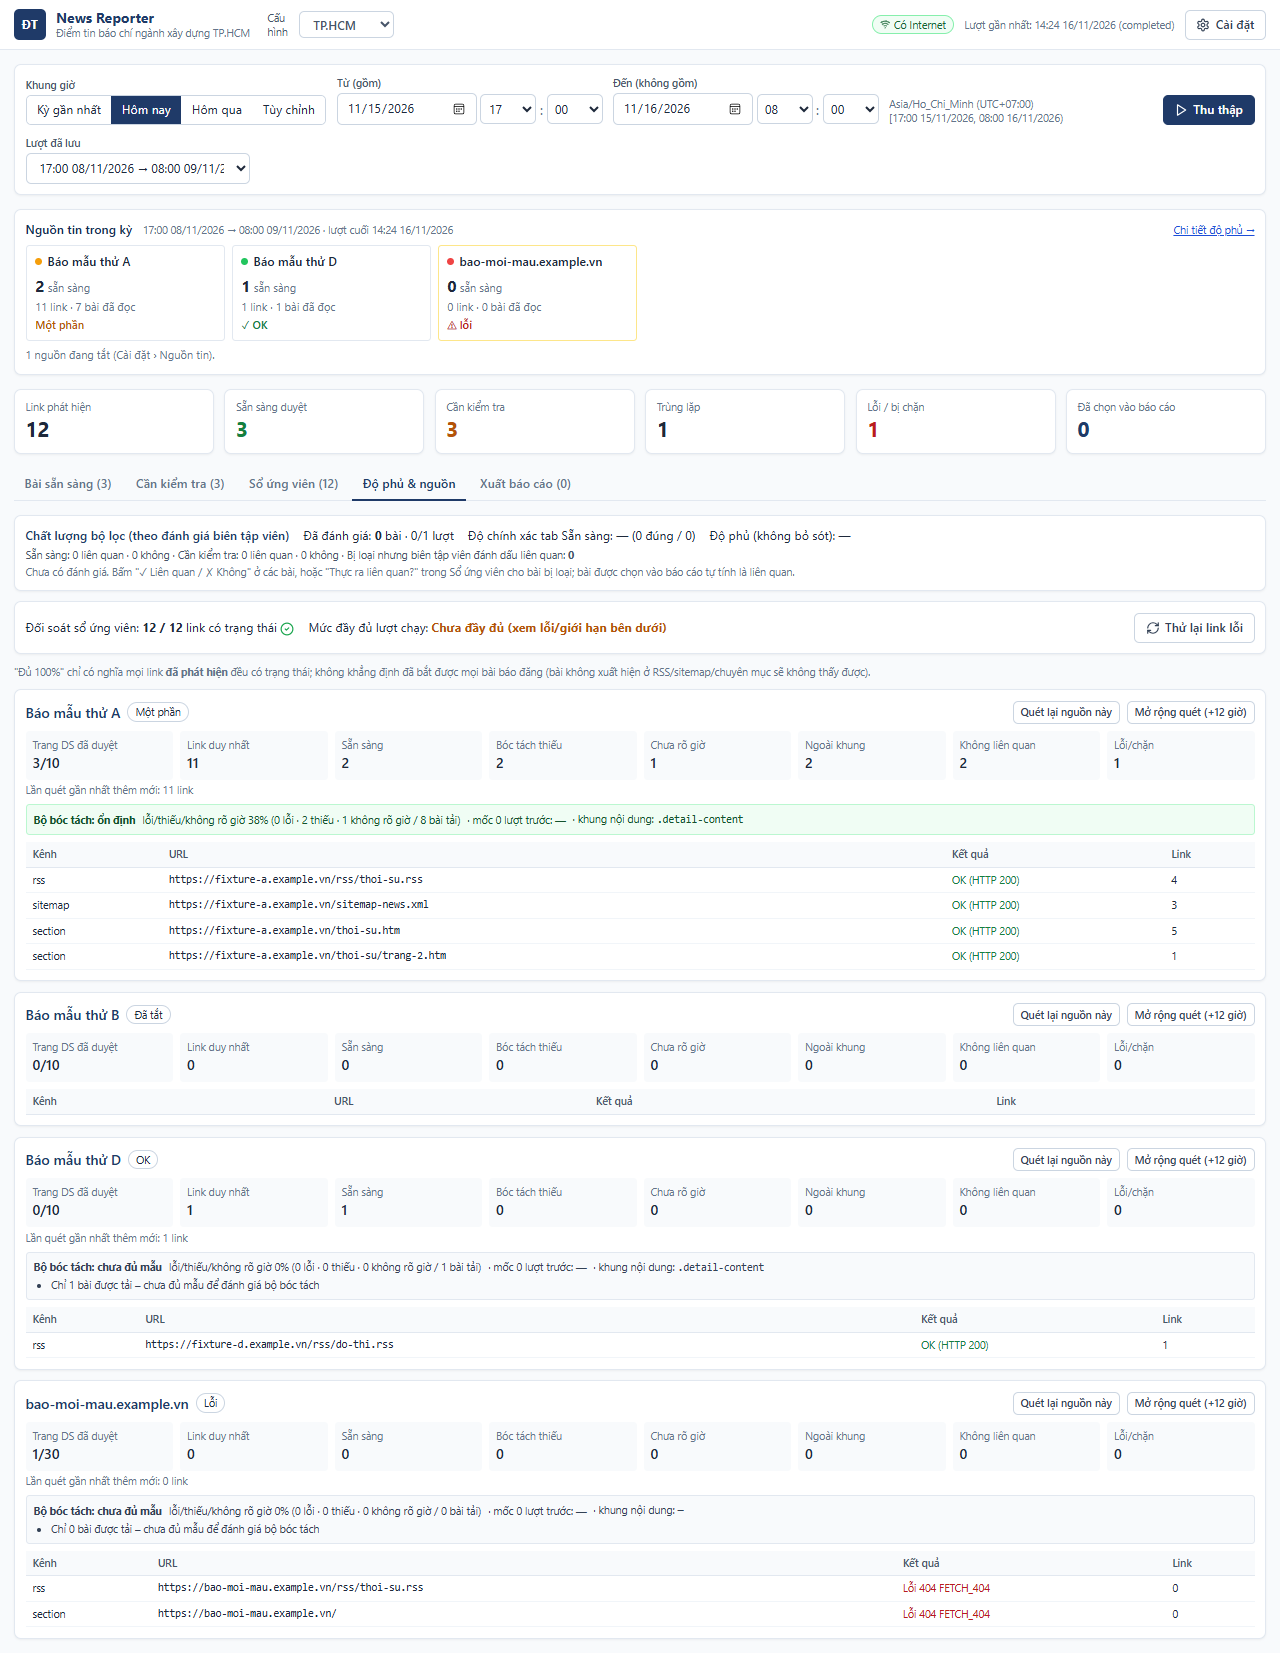 ĐT
News Reporter
Điểm tin báo chí ngành xây dựng TP.HCM
Cấu hình
TP.HCM
Có Internet
Lượt gần nhất: 14:24 16/11/2026 (completed)
Cài đặt
Khung giờ
Kỳ gần nhất Hôm nay Hôm qua Tùy chỉnh
Từ (gồm)
11/15/2026 17 : 00
Đến (không gồm)
11/16/2026 08 : 00
Asia/Ho_Chi_Minh (UTC+07:00)
[17:00 15/11/2026, 08:00 16/11/2026)
Thu thập
Lượt đã lưu
17:00 08/11/2026 → 08:00 09/11/2
Nguồn tin trong kỳ 17:00 08/11/2026 → 08:00 09/11/2026 · lượt cuối 14:24 16/11/2026
Chi tiết độ phủ →
Báo mẫu thử A
2 sẵn sàng
11 link · 7 bài đã đọc
Một phần
Báo mẫu thử D
1 sẵn sàng
1 link · 1 bài đã đọc
✓ OK
bao-moi-mau.example.vn
0 sẵn sàng
0 link · 0 bài đã đọc
⚠ lỗi
1 nguồn đang tắt (Cài đặt › Nguồn tin).
Link phát hiện
12
Sẵn sàng duyệt
3
Cần kiểm tra
3
Trùng lặp
1
Lỗi / bị chặn
1
Đã chọn vào báo cáo
0
Bài sẵn sàng (3) Cần kiểm tra (3) Sổ ứng viên (12) Độ phủ & nguồn Xuất báo cáo (0)
Chất lượng bộ lọc (theo đánh giá biên tập viên) Đã đánh giá: 0 bài · 0/1 lượt Độ chính xác tab Sẵn sàng: — (0 đúng / 0) Độ phủ (không bỏ sót): —
Sẵn sàng: 0 liên quan · 0 không · Cần kiểm tra: 0 liên quan · 0 không · Bị loại nhưng biên tập viên đánh dấu liên quan: 0
Chưa có đánh giá. Bấm "✓ Liên quan / ✗ Không" ở các bài, hoặc "Thực ra liên quan?" trong Sổ ứng viên cho bài bị loại; bài được chọn vào báo cáo tự tính là liên quan.
Đối soát sổ ứng viên: 12 / 12 link có trạng thái Mức đầy đủ lượt chạy: Chưa đầy đủ (xem lỗi/giới hạn bên dưới)
Thử lại link lỗi
"Đủ 100%" chỉ có nghĩa mọi link đã phát hiện đều có trạng thái; không khẳng định đã bắt được mọi bài báo đăng (bài không xuất hiện ở RSS/sitemap/chuyên mục sẽ không thấy được).
Báo mẫu thử A Một phần
Quét lại nguồn này Mở rộng quét (+12 giờ)
Trang DS đã duyệt Link duy nhất Sẵn sàng Bóc tách thiếu Chưa rõ giờ Ngoài khung Không liên quan Lỗi/chặn
3/10 11 2 2 1 2 2 1
Lần quét gần nhất thêm mới: 11 link
Bộ bóc tách: ổn định lỗi/thiếu/không rõ giờ 38% (0 lỗi · 2 thiếu · 1 không rõ giờ / 8 bài tải) · mốc 0 lượt trước: — · khung nội dung: .detail-content
Kênh URL Kết quả Link
rss https://fixture-a.example.vn/rss/thoi-su.rss OK (HTTP 200) 4
sitemap https://fixture-a.example.vn/sitemap-news.xml OK (HTTP 200) 3
section https://fixture-a.example.vn/thoi-su.htm OK (HTTP 200) 5
section https://fixture-a.example.vn/thoi-su/trang-2.htm OK (HTTP 200) 1
Báo mẫu thử B Đã tắt
Quét lại nguồn này Mở rộng quét (+12 giờ)
Trang DS đã duyệt Link duy nhất Sẵn sàng Bóc tách thiếu Chưa rõ giờ Ngoài khung Không liên quan Lỗi/chặn
0/10 0 0 0 0 0 0 0
Kênh URL Kết quả Link
Báo mẫu thử D OK
Quét lại nguồn này Mở rộng quét (+12 giờ)
Trang DS đã duyệt Link duy nhất Sẵn sàng Bóc tách thiếu Chưa rõ giờ Ngoài khung Không liên quan Lỗi/chặn
0/10 1 1 0 0 0 0 0
Lần quét gần nhất thêm mới: 1 link
Bộ bóc tách: chưa đủ mẫu lỗi/thiếu/không rõ giờ 0% (0 lỗi · 0 thiếu · 0 không rõ giờ / 1 bài tải) · mốc 0 lượt trước: — · khung nội dung: .detail-content
• Chỉ 1 bài được tải – chưa đủ mẫu để đánh giá bộ bóc tách
Kênh URL Kết quả Link
rss https://fixture-d.example.vn/rss/do-thi.rss OK (HTTP 200) 1
bao-moi-mau.example.vn Lỗi
Quét lại nguồn này Mở rộng quét (+12 giờ)
Trang DS đã duyệt Link duy nhất Sẵn sàng Bóc tách thiếu Chưa rõ giờ Ngoài khung Không liên quan Lỗi/chặn
1/30 0 0 0 0 0 0 0
Lần quét gần nhất thêm mới: 0 link
Bộ bóc tách: chưa đủ mẫu lỗi/thiếu/không rõ giờ 0% (0 lỗi · 0 thiếu · 0 không rõ giờ / 0 bài tải) · mốc 0 lượt trước: — · khung nội dung: —
• Chỉ 0 bài được tải – chưa đủ mẫu để đánh giá bộ bóc tách
Kênh URL Kết quả Link
rss https://bao-moi-mau.example.vn/rss/thoi-su.rss Lỗi 404 FETCH_404 0
section https://bao-moi-mau.example.vn/ Lỗi 404 FETCH_404 0